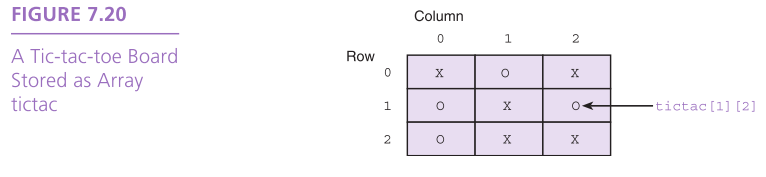 FIGURE 7.20
A Tic-tac-toe Board
Stored as Array
tictac
Column
0 1 2
Row
0 X O X
1 O X O tictac[1][2]
2 O X X